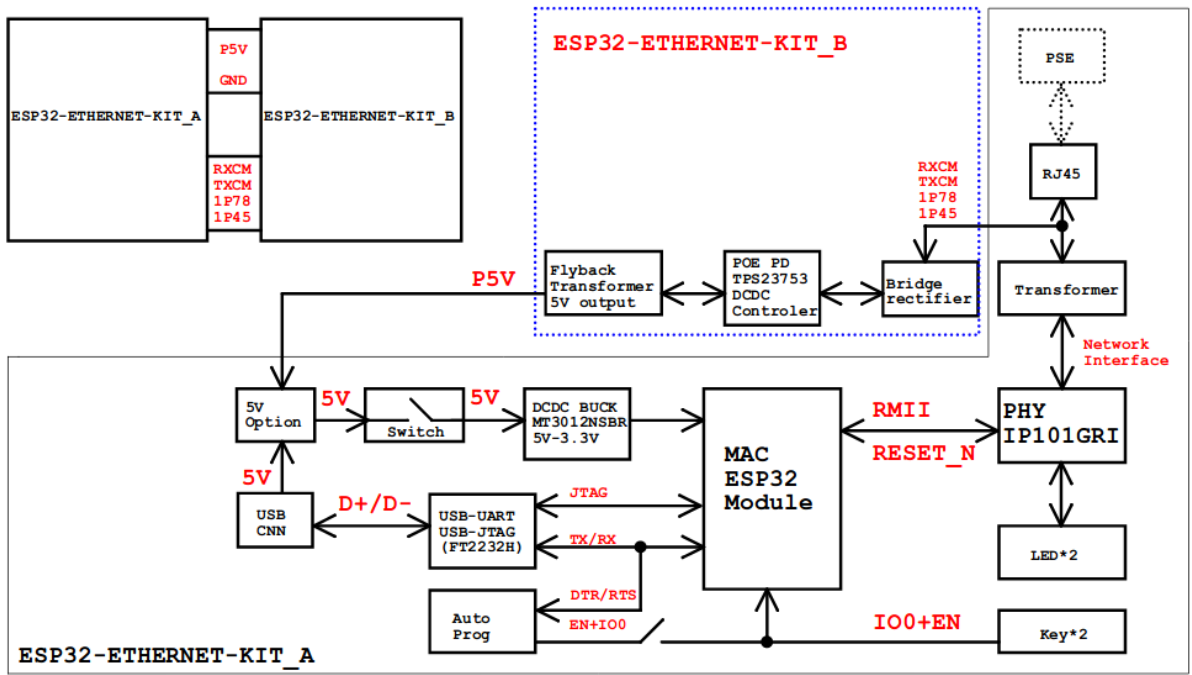 P5V
GND
ESP32-ETHERNET-KIT_A
ESP32-ETHERNET-KIT_B
RXCM
TXCM
1P78
1P45
ESP32-ETHERNET-KIT_B
PSE
RJ45
RXCM
TXCM
1P78
1P45
P5V
Flyback
Transformer
5V output
POE PD
TPS23753
DCDC
Controler
Bridge
rectifier
Transformer
Network
Interface
5V
Option
5V
Switch
5V
DCDC BUCK
MT3012NSBR
5V-3.3V
MAC
ESP32
Module
RMII
RESET_N
PHY
IP101GRI
5V
USB
CNN
D+/D-
USB-UART
USB-JTAG
(FT2232H)
JTAG
TX/RX
LED*2
DTR/RTS
EN+IO0
Auto
Prog
IO0+EN
Key*2
ESP32-ETHERNET-KIT_A